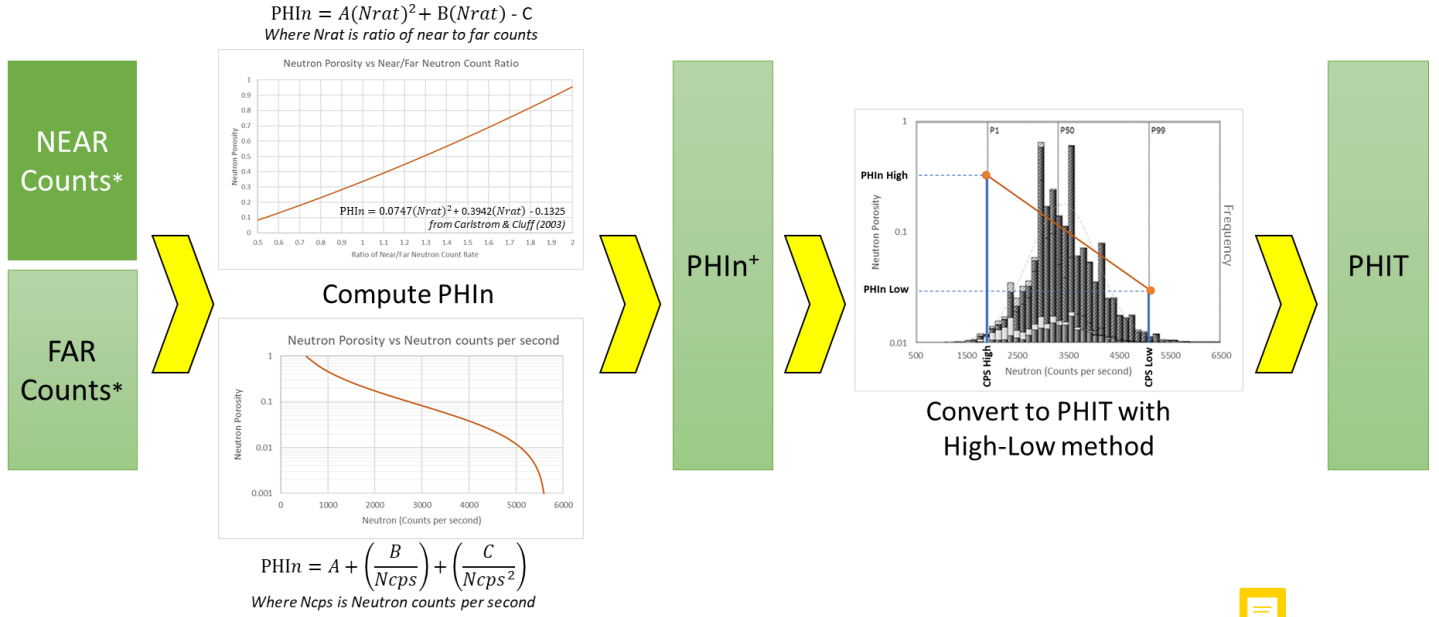 PHIn = A(Nrat)² + B(Nrat) - C
Where Nrat is ratio of near to far counts
NEAR
Counts*
FAR
Counts*
Neutron Porosity vs Near/Far Neutron Count Ratio
Neutron Porosity
1
0.9
0.8
0.7
0.6
0.5
0.4
0.3
0.2
0.1
0
PHIn = 0.0747(Nrat)² + 0.3942(Nrat) - 0.1325
from Carlstrom & Cluff (2003)
0.5 0.6 0.7 0.8 0.9 1 1.1 1.2 1.3 1.4 1.5 1.6 1.7 1.8 1.9 2
Ratio of Near/Far Neutron Count Rate
Compute PHIn
Neutron Porosity vs Neutron counts per second
Neutron Porosity
1
0.1
0.01
0.001
0 1000 2000 3000 4000 5000 6000
Neutron (Counts per second)
PHIn = A + (B/Ncps) + (C/Ncps²)
Where Ncps is Neutron counts per second
PHIn⁺
1
P1 P50 P99
PHIn High
Neutron Porosity
0.1
Frequency
PHIn Low
0.01
500 1500 2500 3500 4500 5500 6500
CPS High
CPS Low
Neutron (Counts per second)
Convert to PHIT with
High-Low method
PHIT